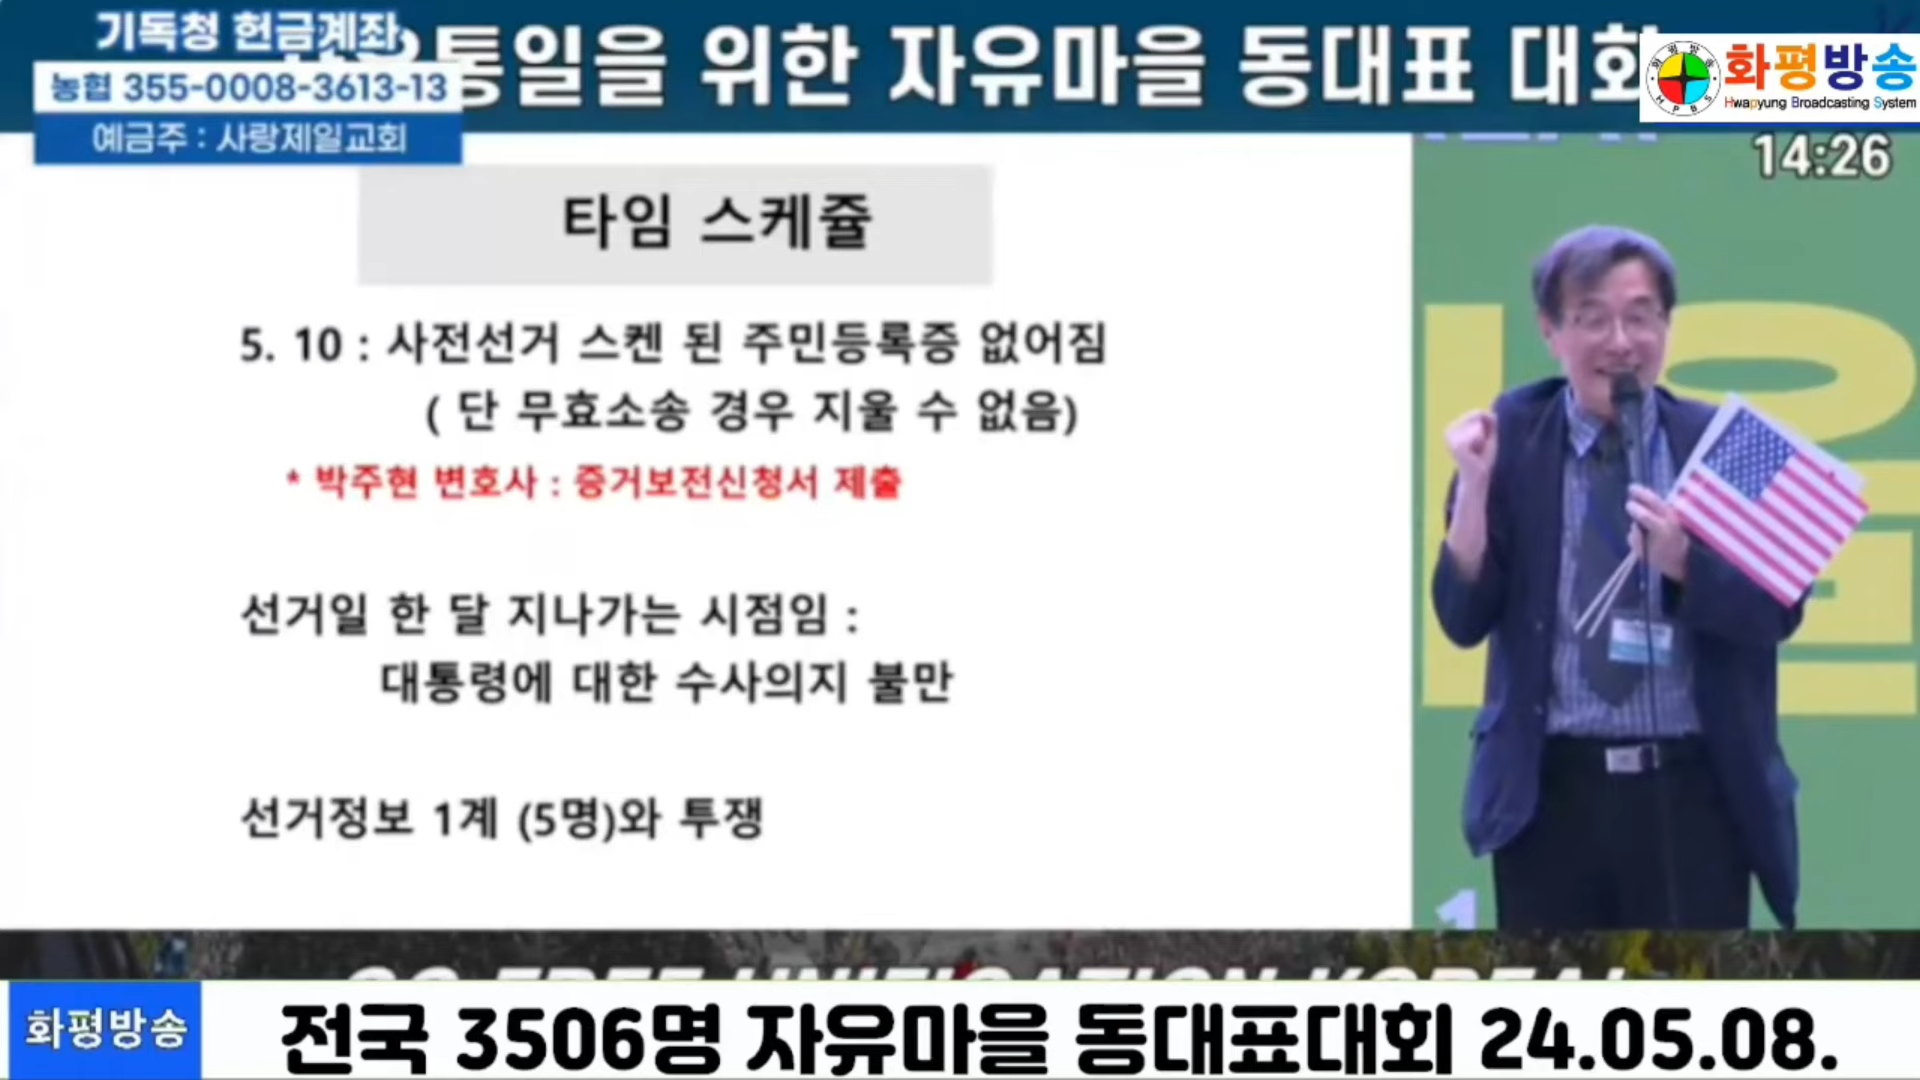 기독청 헌금계좌
농협 355-0008-3613-13
예금주 : 사랑제일교회
통일을 위한 자유마을 동대표 대회
화평방송
Hwapyung Broadcasting System
HPBS
14:26
타임 스케쥴
5. 10 : 사전선거 스켄 된 주민등록증 없어짐
( 단 무효소송 경우 지울 수 없음)
* 박주현 변호사 : 증거보전신청서 제출
선거일 한 달 지나가는 시점임 :
대통령에 대한 수사의지 불만
선거정보 1계 (5명)와 투쟁
화평방송
전국 3506명 자유마을 동대표대회 24.05.08.